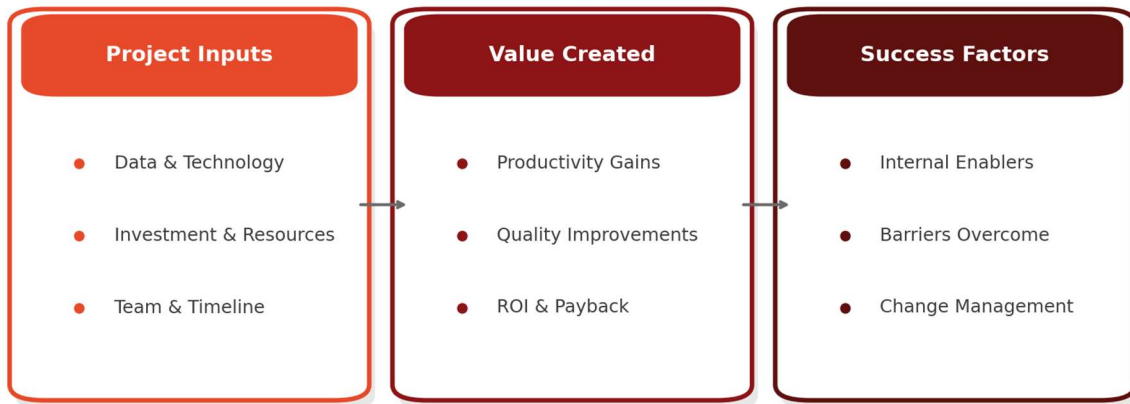 Project Inputs
Data & Technology
Investment & Resources
Team & Timeline
Value Created
Productivity Gains
Quality Improvements
ROI & Payback
Success Factors
Internal Enablers
Barriers Overcome
Change Management